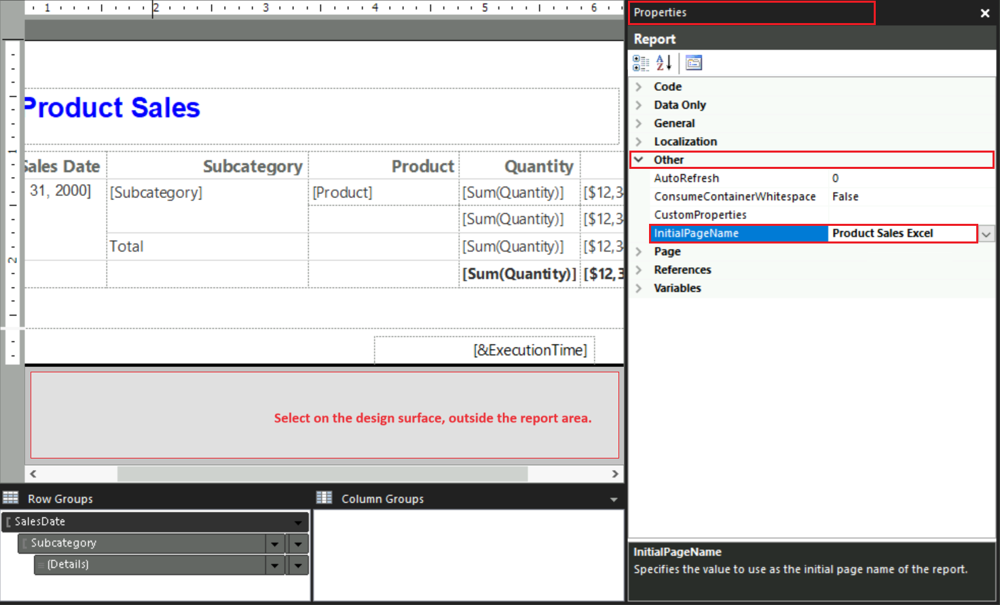 1 2 3 4 5 6
Product Sales
Sales Date Subcategory Product Quantity
31, 2000] [Subcategory] [Product] [Sum(Quantity)] [$12,3
[Sum(Quantity)] [$12,3
Total [Sum(Quantity)] [$12,3
[Sum(Quantity)] [$12,3
[&ExecutionTime]
1
2
Select on the design surface, outside the report area.
Row Groups
SalesDate
Subcategory
(Details)
Column Groups
Properties
Report
Code
Data Only
General
Localization
Other
AutoRefresh 0
ConsumeContainerWhitespace False
CustomProperties
InitialPageName Product Sales Excel
Page
References
Variables
InitialPageName
Specifies the value to use as the initial page name of the report.